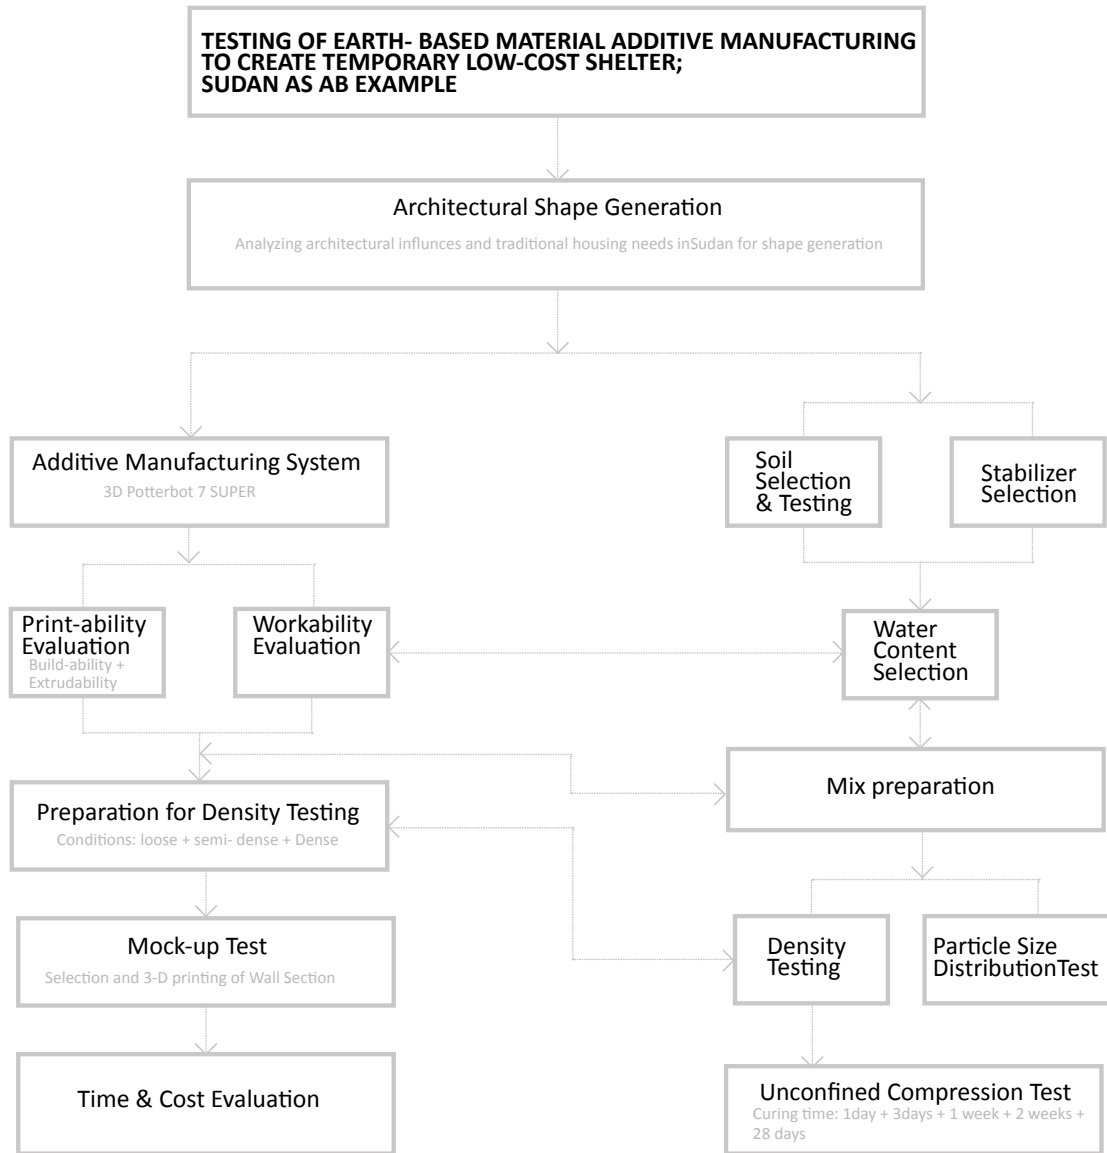 TESTING OF EARTH- BASED MATERIAL ADDITIVE MANUFACTURING
TO CREATE TEMPORARY LOW-COST SHELTER;
SUDAN AS AB EXAMPLE
Architectural Shape Generation
Analyzing architectural influnces and traditional housing needs inSudan for shape generation
Additive Manufacturing System
3D Potterbot 7 SUPER
Soil
Selection
& Testing
Stabilizer
Selection
Print-ability
Evaluation
Build-ability +
Extrudability
Workability
Evaluation
Water
Content
Selection
Mix preparation
Preparation for Density Testing
Conditions: loose + semi- dense + Dense
Mock-up Test
Selection and 3-D printing of Wall Section
Density
Testing
Particle Size
DistributionTest
Time & Cost Evaluation
Unconfined Compression Test
Curing time: 1day + 3days + 1 week + 2 weeks +
28 days